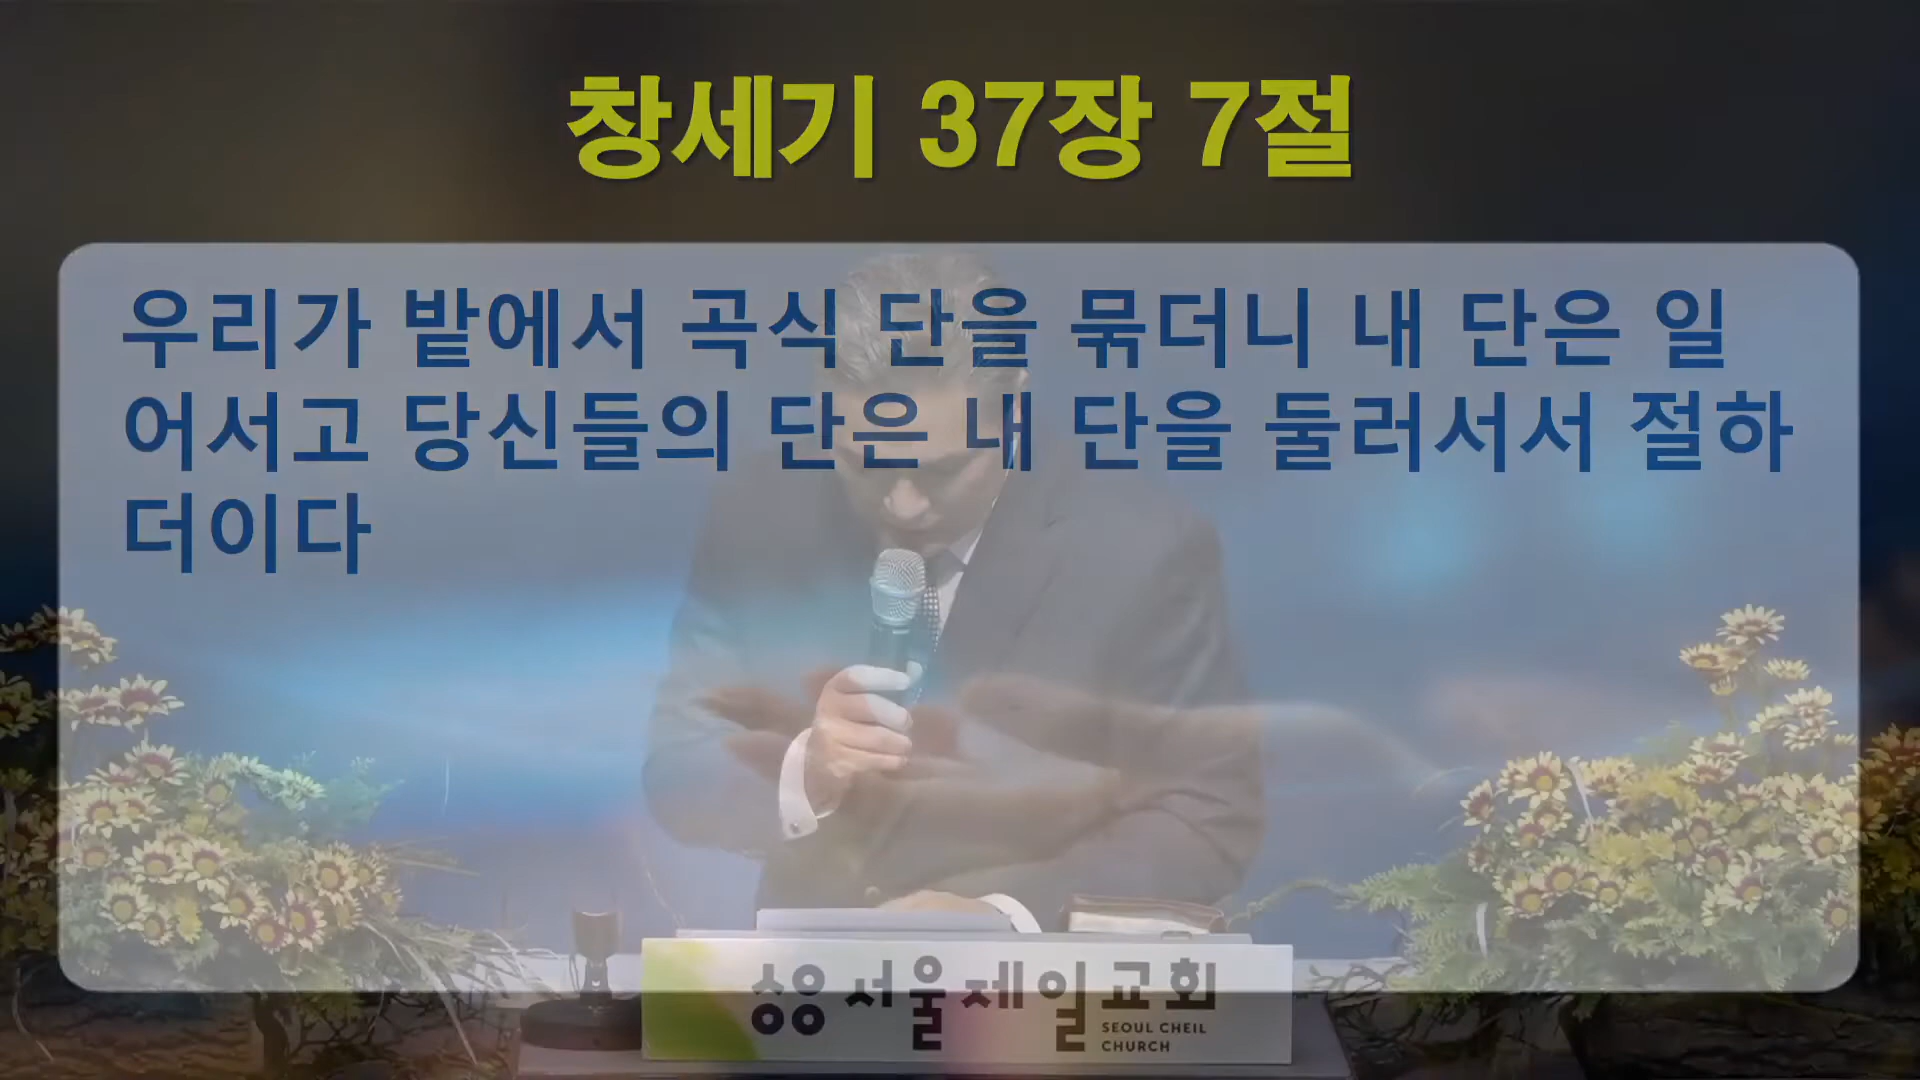 창세기 37장 7절
우리가 밭에서 곡식 단을 묶더니 내 단은 일
어서고 당신들의 단은 내 단을 둘러서서 절하
더이다
서울제일교회
SEOUL CHEIL
CHURCH